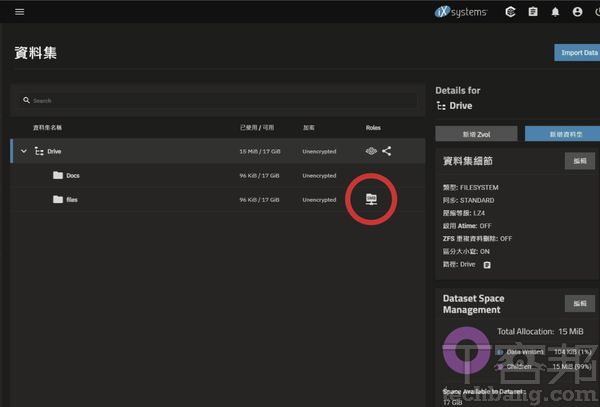 iX systems
資料集
Import Data
Search
資料集名稱 已使用 / 可用 加密 Roles
Drive 15 MiB / 17 GiB Unencrypted
Docs 96 KiB / 17 GiB Unencrypted
files 96 KiB / 17 GiB Unencrypted
SMB
Details for
Drive
新增 Zvol 新增資料集
資料集細節 編輯
類型: FILESYSTEM
同步: STANDARD
壓縮等級: LZ4
啟用 Atime: OFF
ZFS 重複資料刪除: OFF
區分大小寫: ON
路徑: Drive
Dataset Space
Management
編輯
Total Allocation: 15 MiB
Data Written 104 KiB (1%)
Children 15 MiB (99%)
Space Available to Dataset:
17 GiB
T客邦
techbang.com